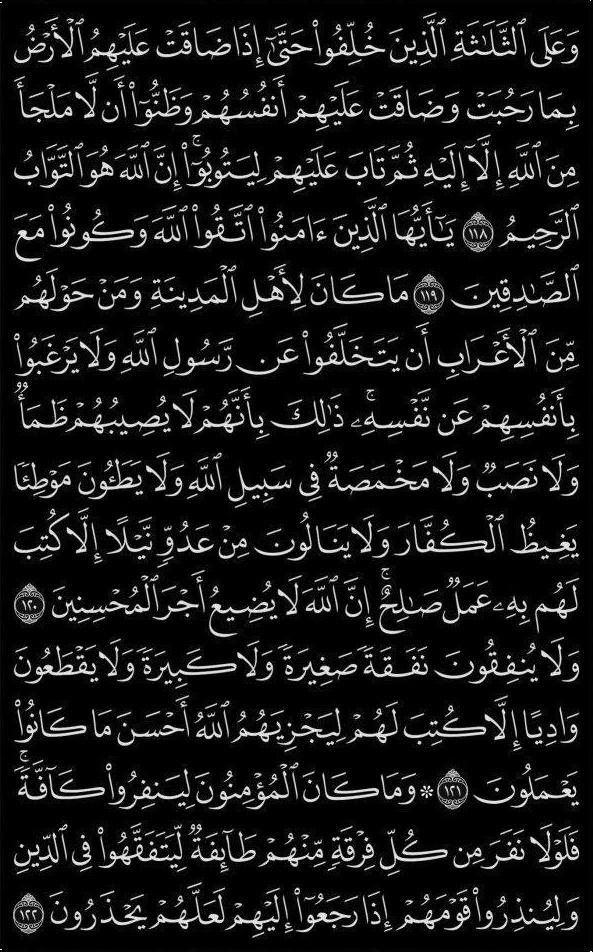 وَعَلَى ٱلثَّلَٰثَةِ ٱلَّذِينَ خُلِّفُوا۟ حَتَّىٰٓ إِذَا ضَاقَتْ عَلَيْهِمُ ٱلْأَرْضُ
بِمَا رَحُبَتْ وَضَاقَتْ عَلَيْهِمْ أَنفُسُهُمْ وَظَنُّوٓا۟ أَن لَّا مَلْجَأَ
مِنَ ٱللَّهِ إِلَّآ إِلَيْهِ ثُمَّ تَابَ عَلَيْهِمْ لِيَتُوبُوٓا۟ ۚ إِنَّ ٱللَّهَ هُوَ ٱلتَّوَّابُ
ٱلرَّحِيمُ ١١٨ يَٰٓأَيُّهَا ٱلَّذِينَ ءَامَنُوا۟ ٱتَّقُوا۟ ٱللَّهَ وَكُونُوا۟ مَعَ
ٱلصَّٰدِقِينَ ١١٩ مَا كَانَ لِأَهْلِ ٱلْمَدِينَةِ وَمَنْ حَوْلَهُم
مِّنَ ٱلْأَعْرَابِ أَن يَتَخَلَّفُوا۟ عَن رَّسُولِ ٱللَّهِ وَلَا يَرْغَبُوا۟
بِأَنفُسِهِمْ عَن نَّفْسِهِۦ ۚ ذَٰلِكَ بِأَنَّهُمْ لَا يُصِيبُهُمْ ظَمَأٌ
وَلَا نَصَبٌ وَلَا مَخْمَصَةٌ فِى سَبِيلِ ٱللَّهِ وَلَا يَطَـُٔونَ مَوْطِئًا
يَغِيظُ ٱلْكُفَّارَ وَلَا يَنَالُونَ مِنْ عَدُوٍّ نَّيْلًا إِلَّا كُتِبَ
لَهُم بِهِۦ عَمَلٌ صَٰلِحٌ ۚ إِنَّ ٱللَّهَ لَا يُضِيعُ أَجْرَ ٱلْمُحْسِنِينَ ١٢٠
وَلَا يُنفِقُونَ نَفَقَةً صَغِيرَةً وَلَا كَبِيرَةً وَلَا يَقْطَعُونَ
وَادِيًا إِلَّا كُتِبَ لَهُمْ لِيَجْزِيَهُمُ ٱللَّهُ أَحْسَنَ مَا كَانُوا۟
يَعْمَلُونَ ١٢١ ۞ وَمَا كَانَ ٱلْمُؤْمِنُونَ لِيَنفِرُوا۟ كَآفَّةً ۚ
فَلَوْلَا نَفَرَ مِن كُلِّ فِرْقَةٍ مِّنْهُمْ طَآئِفَةٌ لِّيَتَفَقَّهُوا۟ فِى ٱلدِّينِ
وَلِيُنذِرُوا۟ قَوْمَهُمْ إِذَا رَجَعُوٓا۟ إِلَيْهِمْ لَعَلَّهُمْ يَحْذَرُونَ ١٢٢